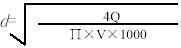 d=√(4Q / ∏×V×1000)